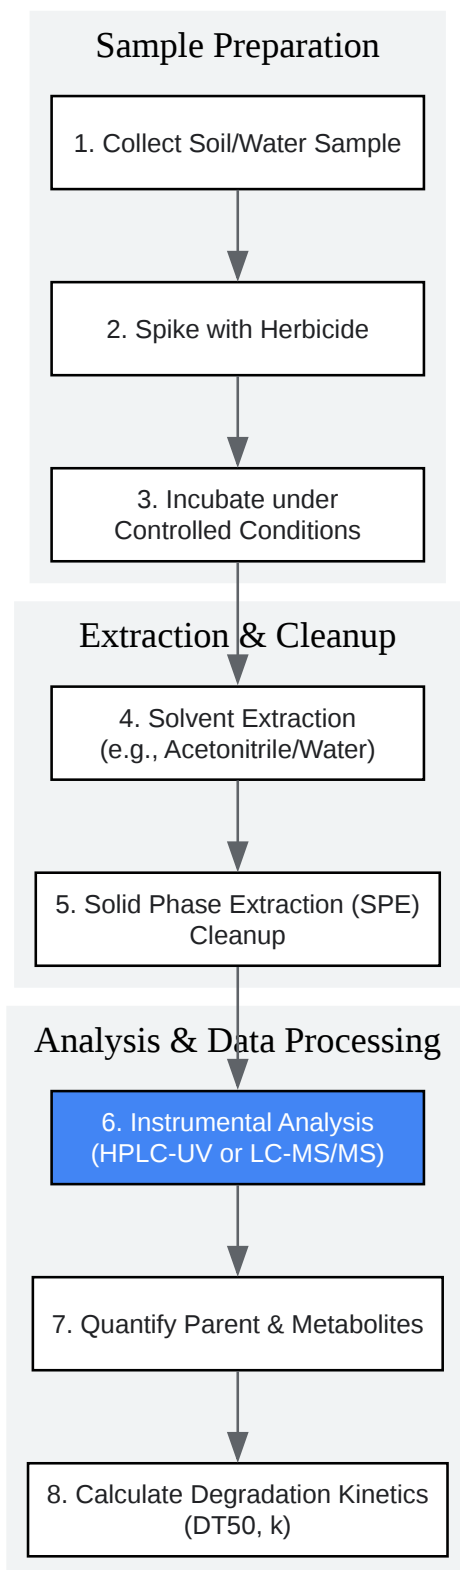 Sample Preparation
1. Collect Soil/Water Sample
2. Spike with Herbicide
3. Incubate under
Controlled Conditions
Extraction & Cleanup
4. Solvent Extraction
(e.g., Acetonitrile/Water)
5. Solid Phase Extraction (SPE)
Cleanup
Analysis & Data Processing
6. Instrumental Analysis
(HPLC-UV or LC-MS/MS)
7. Quantify Parent & Metabolites
8. Calculate Degradation Kinetics
(DT50, k)